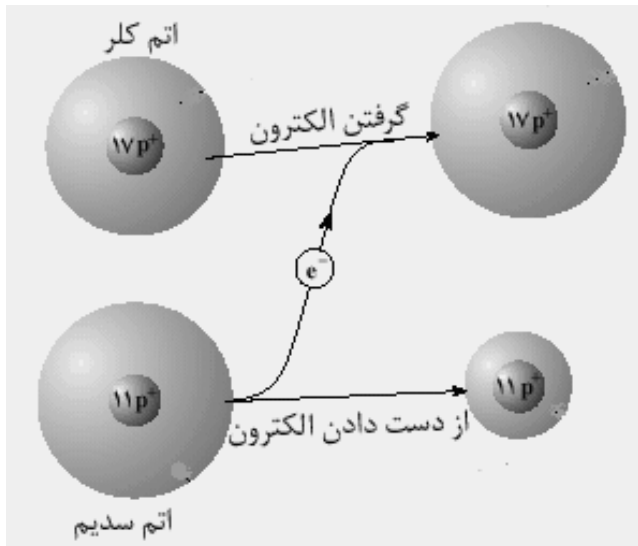 اتم کلر
۱۷p⁺
گرفتن الکترون
۱۷p⁺
e⁻
۱۱p⁺
از دست دادن الکترون
۱۱p⁺
اتم سدیم